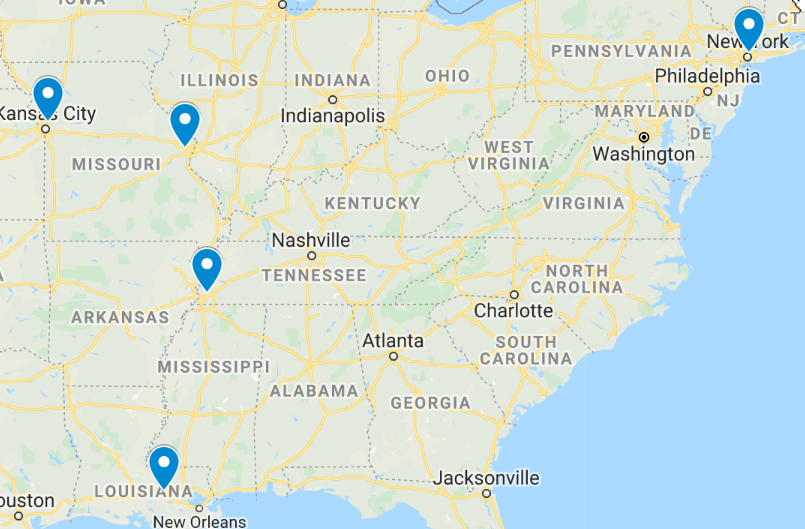 IOWA
CT
New York
PENNSYLVANIA
OHIO
ILLINOIS
INDIANA
Philadelphia
NJ
Kansas City
Indianapolis
MARYLAND
DE
Washington
MISSOURI
WEST
VIRGINIA
KENTUCKY
VIRGINIA
Nashville
TENNESSEE
NORTH
CAROLINA
A
ARKANSAS
Charlotte
Atlanta
SOUTH
CAROLINA
MISSISSIPPI
ALABAMA
GEORGIA
Jacksonville
LOUISIANA
ouston
New Orleans